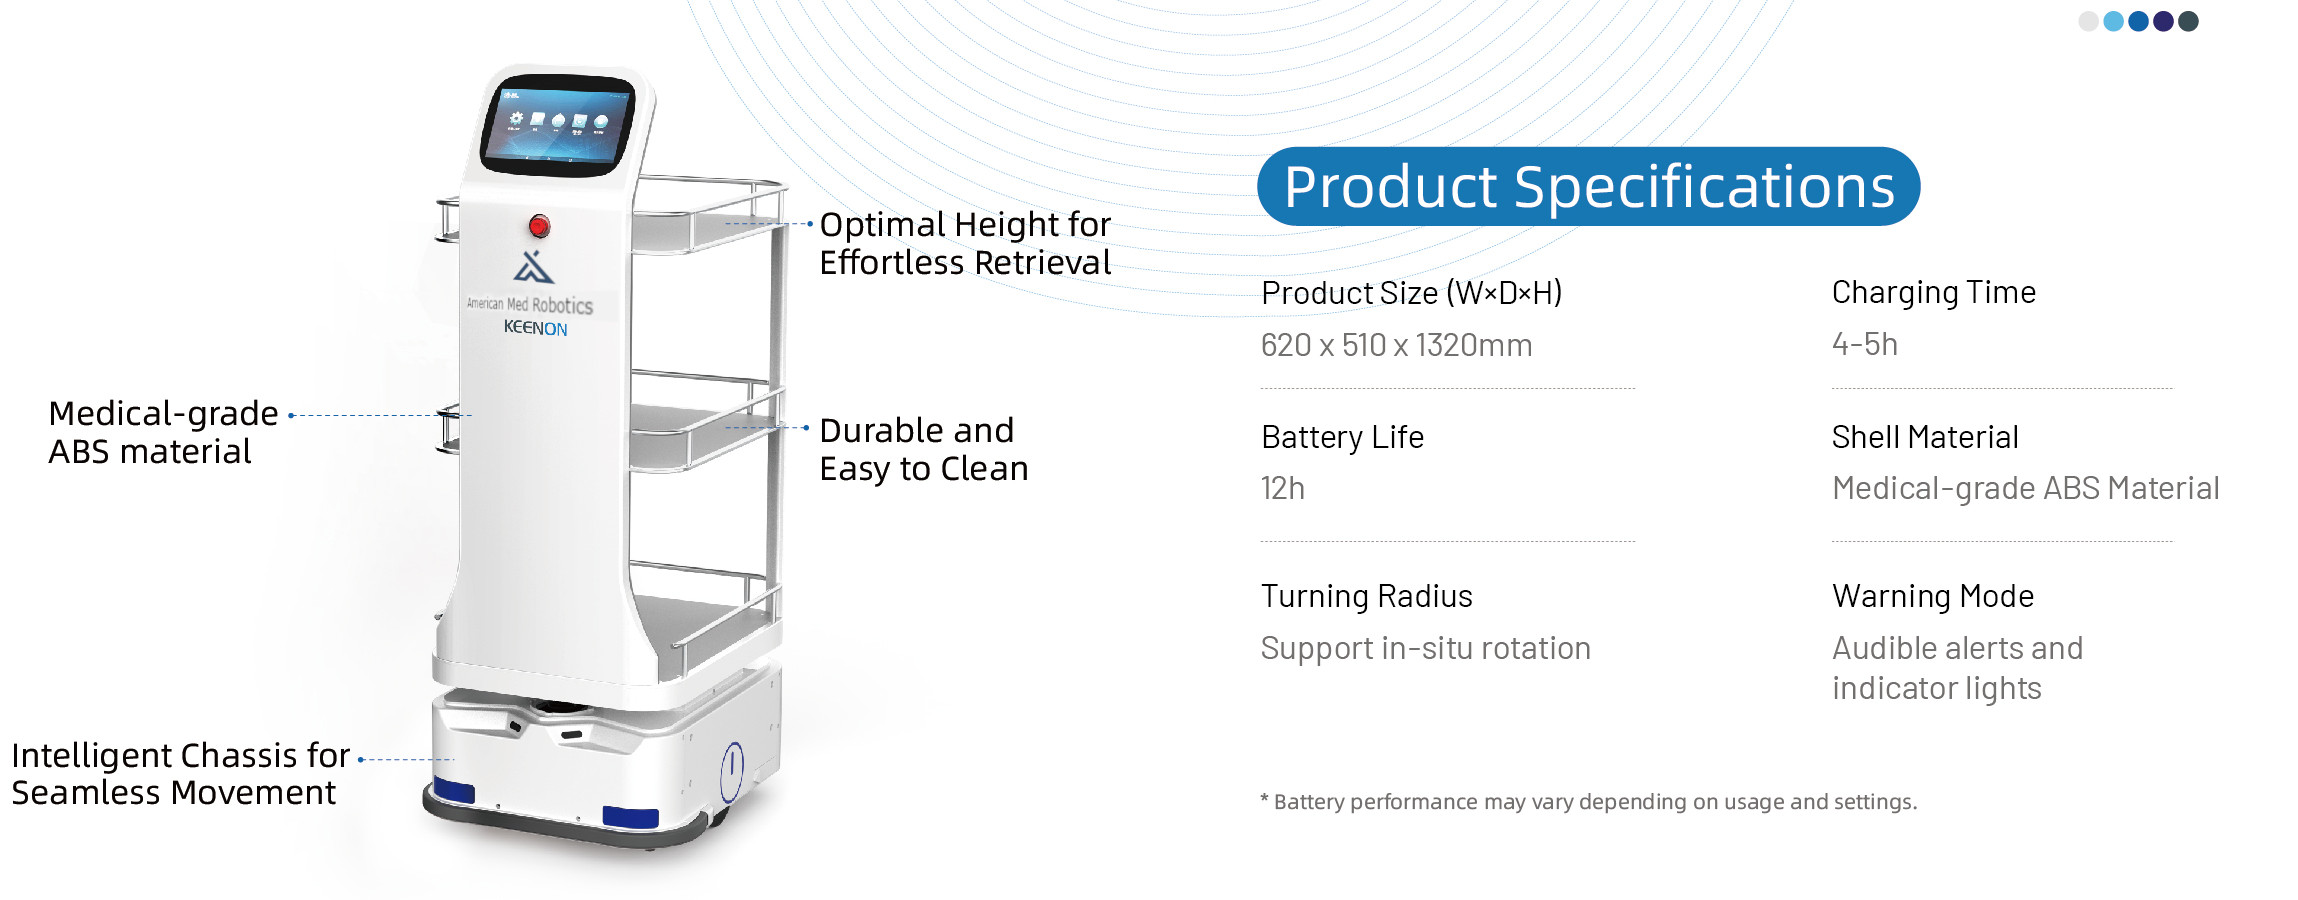 Optimal Height for
Effortless Retrieval
American Med Robotics
KEENON
Medical-grade
ABS material
Durable and
Easy to Clean
Intelligent Chassis for
Seamless Movement
Product Specifications
Product Size (W×D×H)
620 x 510 x 1320mm
Charging Time
4-5h
Battery Life
12h
Shell Material
Medical-grade ABS Material
Turning Radius
Support in-situ rotation
Warning Mode
Audible alerts and
indicator lights
* Battery performance may vary depending on usage and settings.